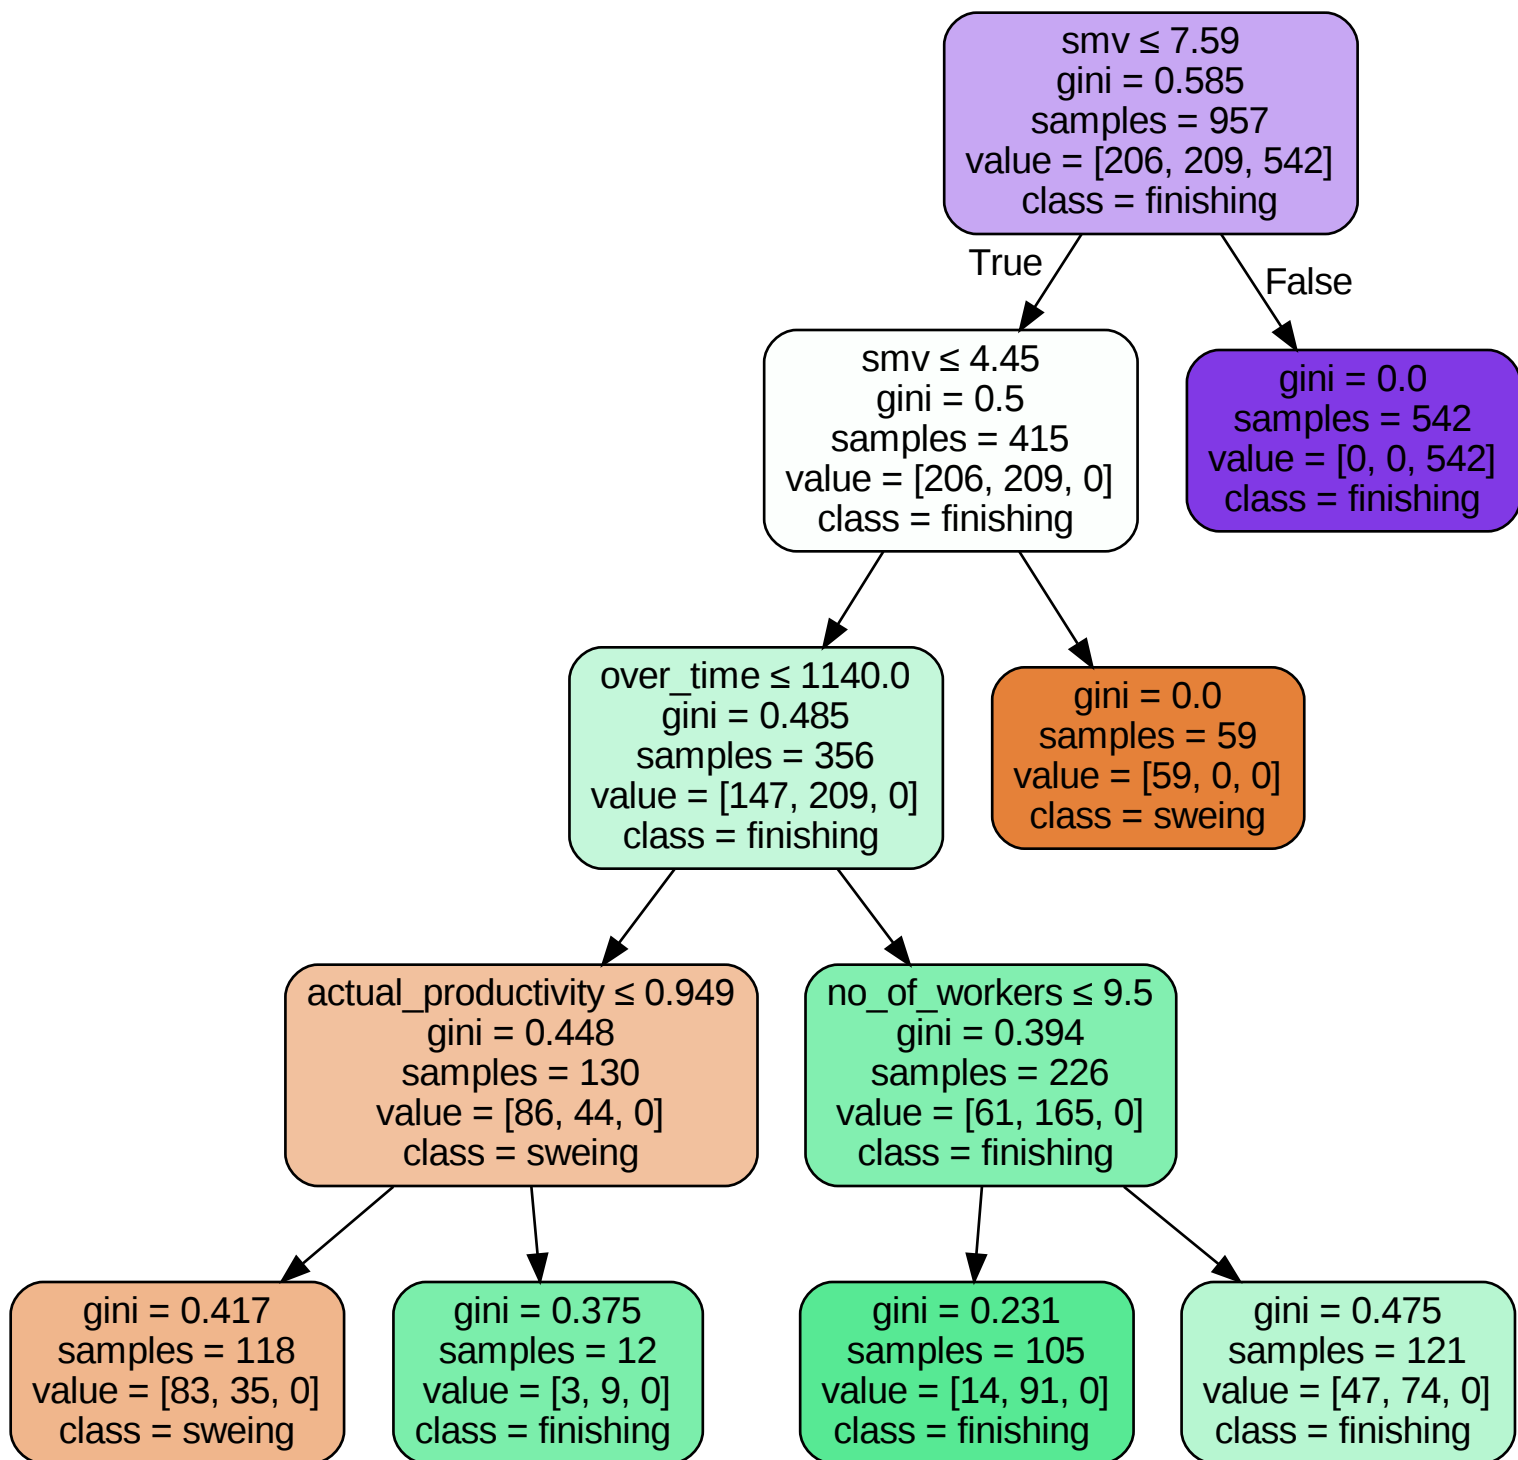 smv ≤ 7.59
gini = 0.585
samples = 957
value = [206, 209, 542]
class = finishing
True
False
smv ≤ 4.45
gini = 0.5
samples = 415
value = [206, 209, 0]
class = finishing
gini = 0.0
samples = 542
value = [0, 0, 542]
class = finishing
over_time ≤ 1140.0
gini = 0.485
samples = 356
value = [147, 209, 0]
class = finishing
gini = 0.0
samples = 59
value = [59, 0, 0]
class = sweing
actual_productivity ≤ 0.949
gini = 0.448
samples = 130
value = [86, 44, 0]
class = sweing
no_of_workers ≤ 9.5
gini = 0.394
samples = 226
value = [61, 165, 0]
class = finishing
gini = 0.417
samples = 118
value = [83, 35, 0]
class = sweing
gini = 0.375
samples = 12
value = [3, 9, 0]
class = finishing
gini = 0.231
samples = 105
value = [14, 91, 0]
class = finishing
gini = 0.475
samples = 121
value = [47, 74, 0]
class = finishing